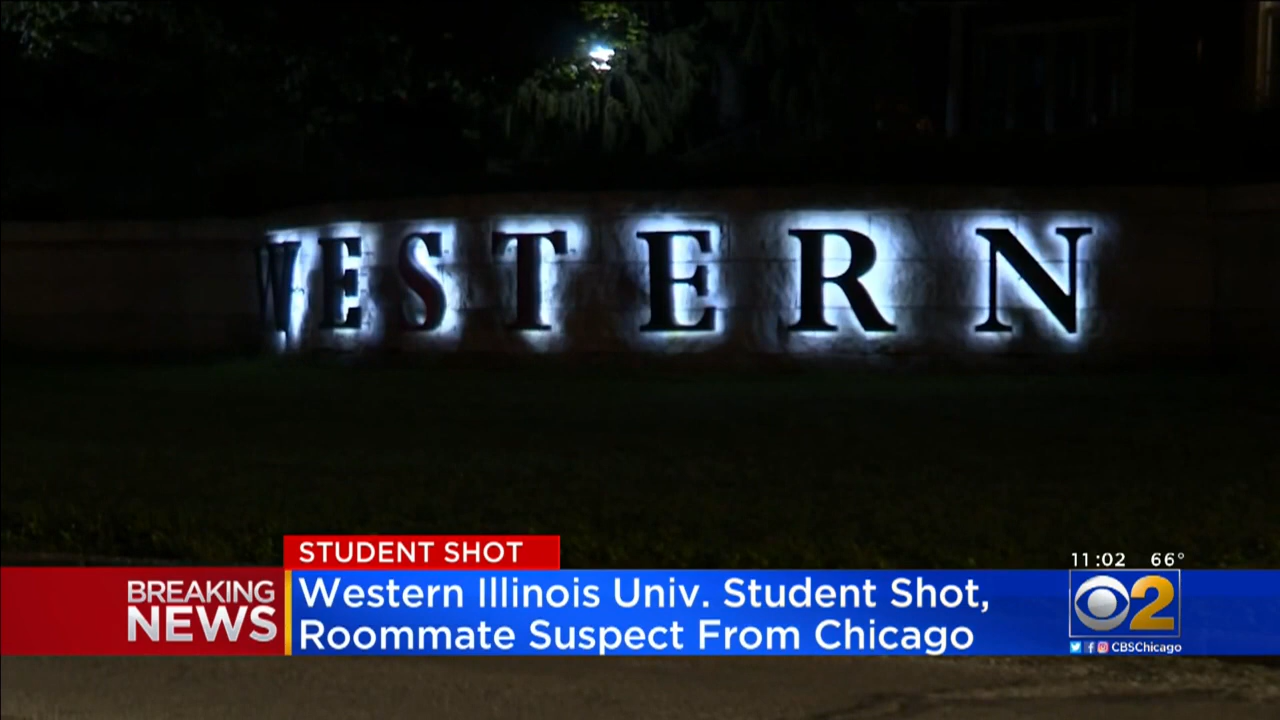 WESTERN
STUDENT SHOT
BREAKING
NEWS
Western Illinois Univ. Student Shot,
Roommate Suspect From Chicago
11:02 66°
2
CBSChicago